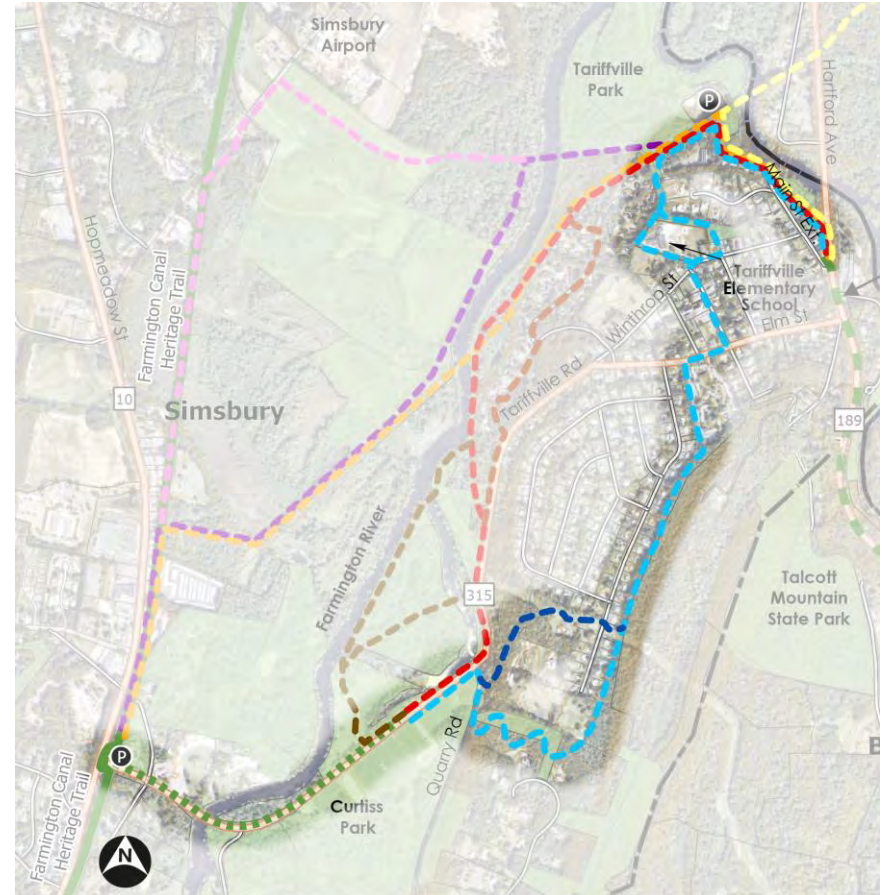 Simsbury
Airport
Tariffville
Park
P
Hartford Ave
Main St Ext
Hopmeadow St
Farmington Canal
Heritage Trail
Tariffville
Elementary
School
Winthrop St
Elm St
10
Simsbury
Tariffville Rd
189
Farmington River
315
Talcott
Mountain
State Park
Quarry Rd
P
B
Curtiss
Park
Farmington Canal
Heritage Trail
N